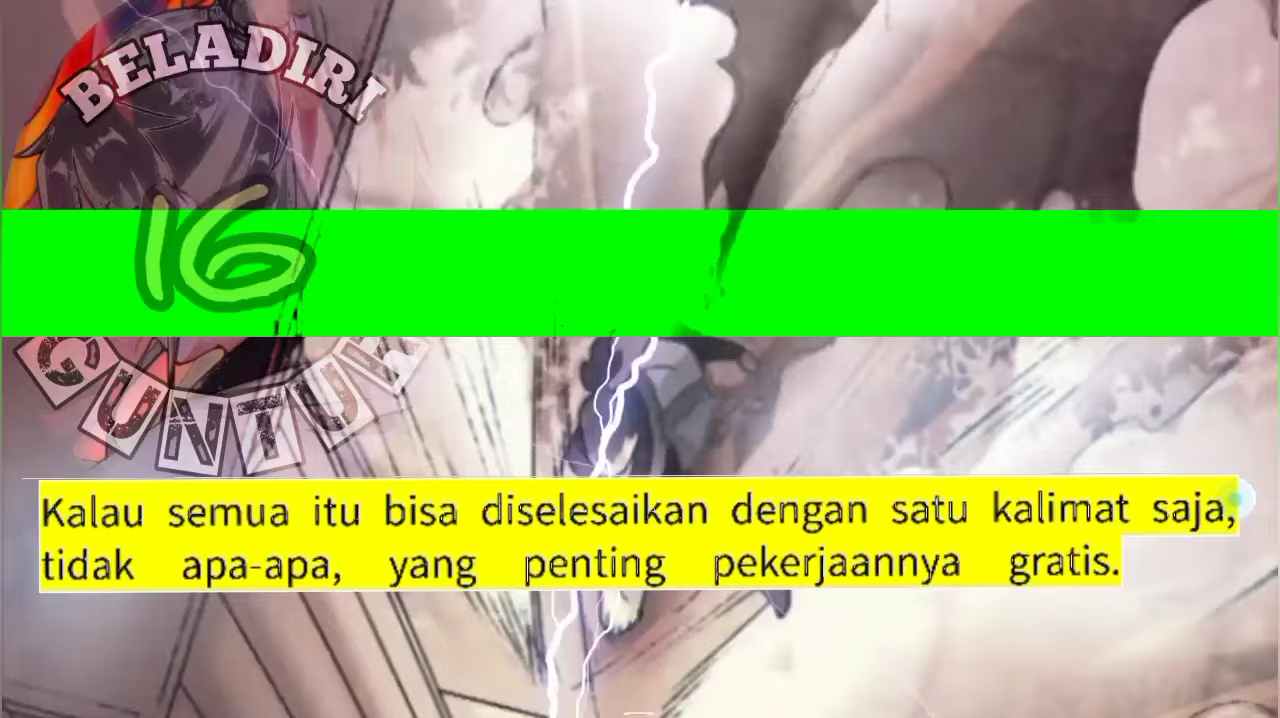 BELADIRI
16
GUNTUR
Kalau semua itu bisa diselesaikan dengan satu kalimat saja,
tidak apa-apa, yang penting pekerjaannya gratis.